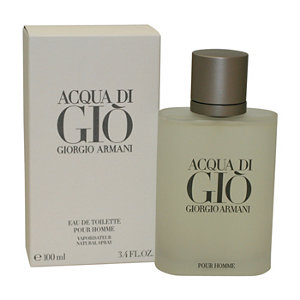 ACQUA DI
GIÒ
GIORGIO ARMANI
EAU DE TOILETTE
POUR HOMME
VAPORISATEUR
NATURAL SPRAY
℮ 100 ml 3.4 FL.OZ.
ACQUA DI
GIÒ
GIORGIO ARMANI
POUR HOMME